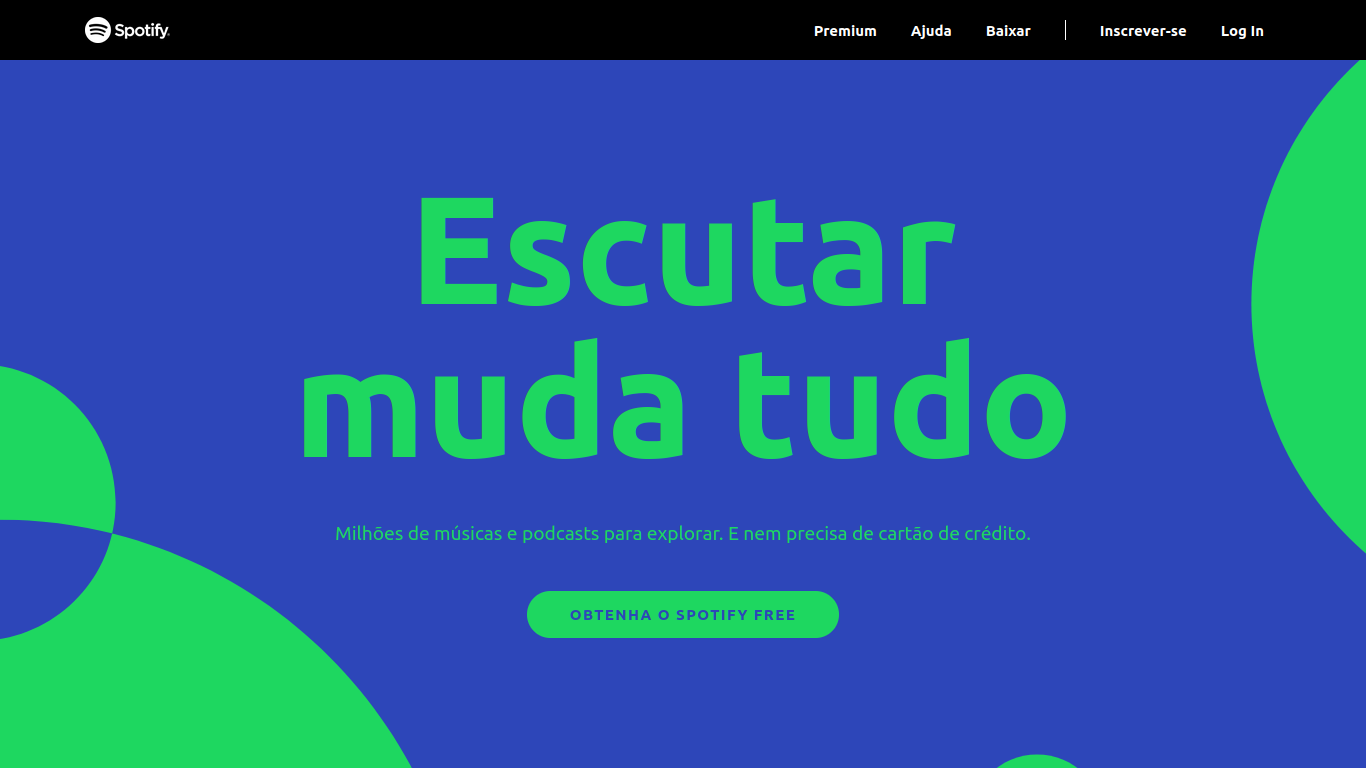 Spotify
Premium Ajuda Baixar Inscrever-se Log In
Escutar
muda tudo
Milhões de músicas e podcasts para explorar. E nem precisa de cartão de crédito.
OBTENHA O SPOTIFY FREE